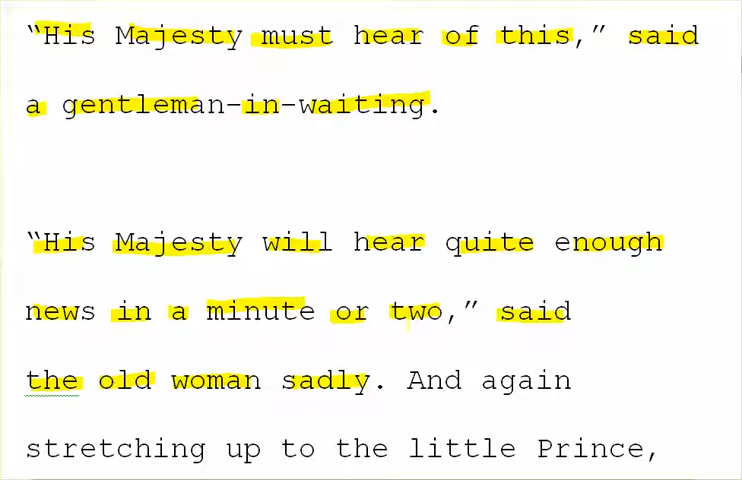 “His Majesty must hear of this,” said
a gentleman-in-waiting.
“His Majesty will hear quite enough
news in a minute or two,” said
the old woman sadly. And again
stretching up to the little Prince,